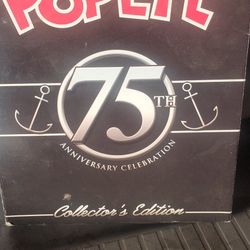 POPEYE
75TH
ANNIVERSARY CELEBRATION
Collector's Edition